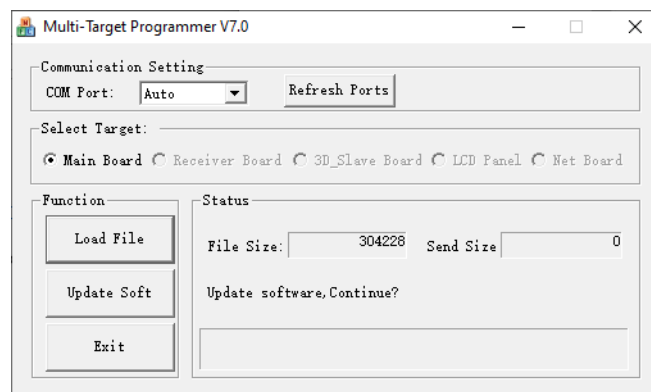 Multi-Target Programmer V7.0
Communication Setting
COM Port: Auto Refresh Ports
Select Target:
Main Board Receiver Board 3D_Slave Board LCD Panel Net Board
Function Status
Load File File Size: 304228 Send Size 0
Update Soft Update software,Continue?
Exit